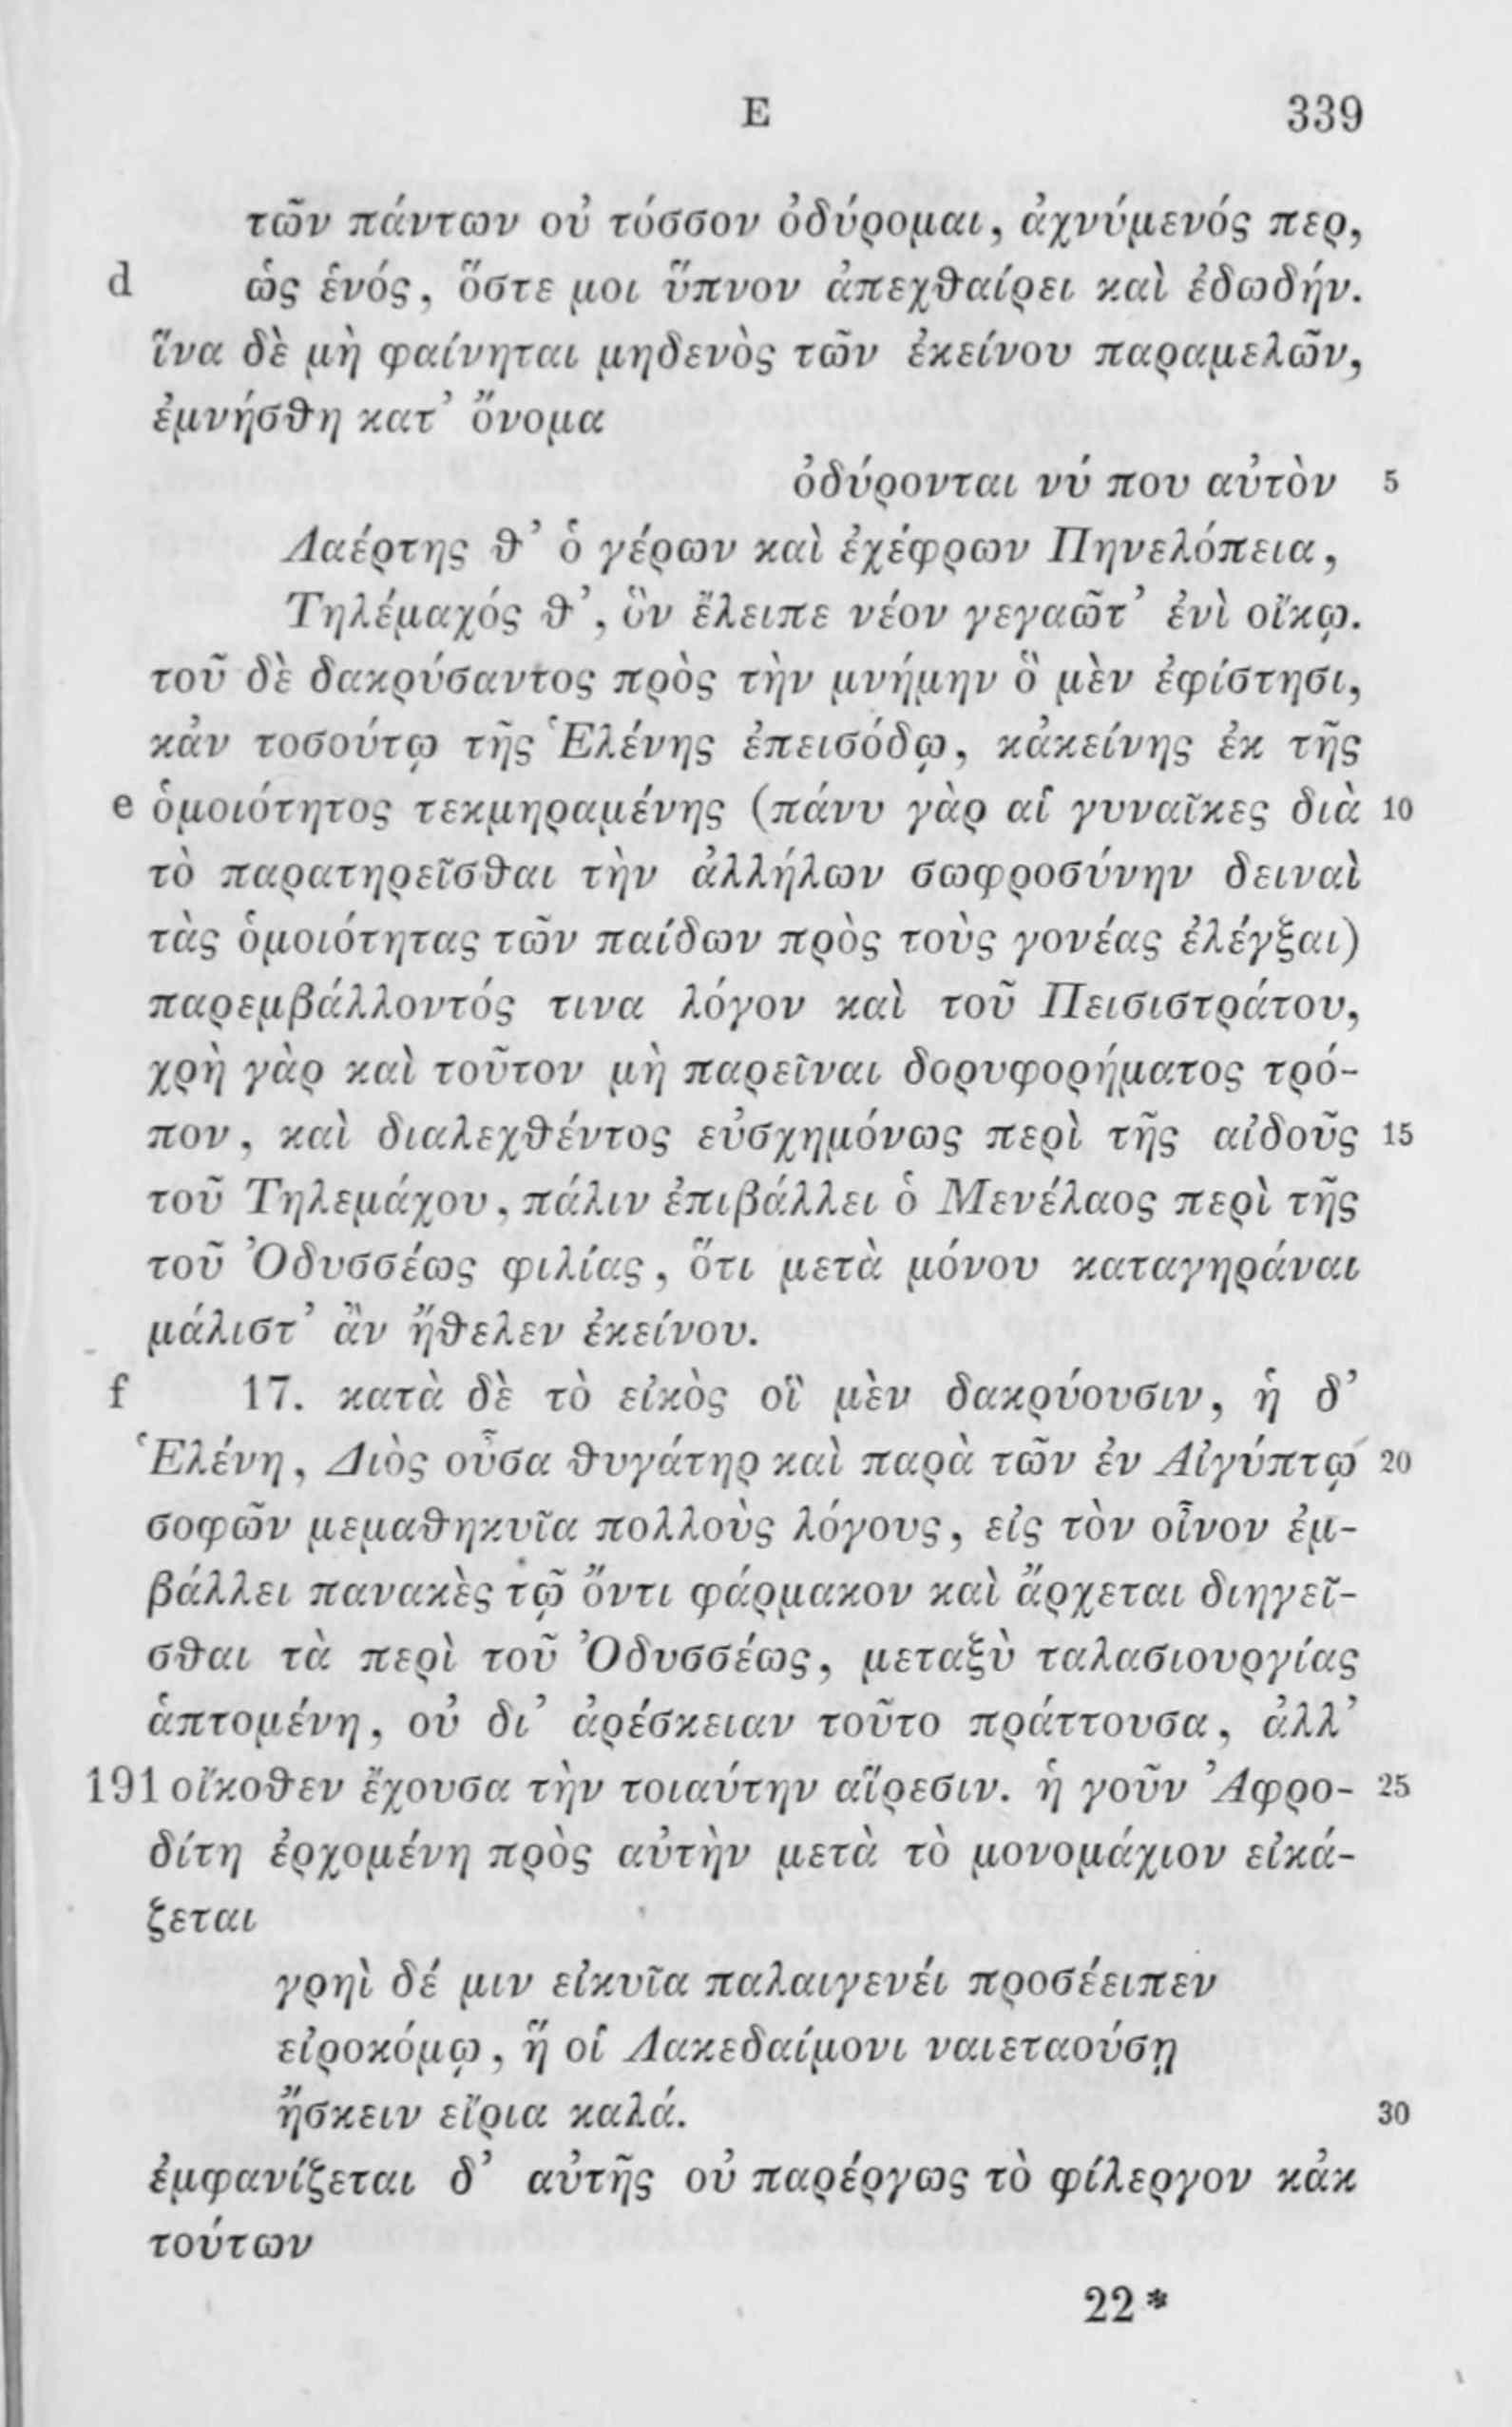 E 339
τῶν πάντων οὐ τόσσον ὀδύρομαι, ἀχνύμενός περ,
d ὡς ἑνός, ὅστε μοι ὕπνον ἀπεχθαίρει καὶ ἐδωδήν.
ἵνα δὲ μὴ φαίνηται μηδενὸς τῶν ἐκείνου παραμελῶν,
ἐμνήσθη κατ᾽ ὄνομα
ὀδύρονται νύ που αὐτὸν 5
Λαέρτης θ᾽ ὁ γέρων καὶ ἐχέφρων Πηνελόπεια,
Τηλέμαχός θ᾽, ὃν ἔλειπε νέον γεγαῶτ᾽ ἐνὶ οἴκῳ.
τοῦ δὲ δακρύσαντος πρὸς τὴν μνήμην ὃ μὲν ἐφίστησι,
κἀν τοσούτῳ τῆς Ἑλένης ἐπεισόδῳ, κἀκείνης ἐκ τῆς
e ὁμοιότητος τεκμηραμένης (πάνυ γὰρ αἱ γυναῖκες διὰ 10
τὸ παρατηρεῖσθαι τὴν ἀλλήλων σωφροσύνην δειναὶ
τὰς ὁμοιότητας τῶν παίδων πρὸς τοὺς γονέας ἐλέγξαι)
παρεμβάλλοντός τινα λόγον καὶ τοῦ Πεισιστράτου,
χρὴ γὰρ καὶ τοῦτον μὴ παρεῖναι δορυφορήματος τρό-
πον, καὶ διαλεχθέντος εὐσχημόνως περὶ τῆς αἰδοῦς 15
τοῦ Τηλεμάχου, πάλιν ἐπιβάλλει ὁ Μενέλαος περὶ τῆς
τοῦ Ὀδυσσέως φιλίας, ὅτι μετὰ μόνου καταγηράναι
μάλιστ᾽ ἂν ἤθελεν ἐκείνου.
f 17. κατὰ δὲ τὸ εἰκὸς οἳ μὲν δακρύουσιν, ἡ δ᾽
Ἑλένη, Διὸς οὖσα θυγάτηρ καὶ παρὰ τῶν ἐν Αἰγύπτῳ 20
σοφῶν μεμαθηκυῖα πολλοὺς λόγους, εἰς τὸν οἶνον ἐμ-
βάλλει πανακὲς τῷ ὄντι φάρμακον καὶ ἄρχεται διηγεῖ-
σθαι τὰ περὶ τοῦ Ὀδυσσέως, μεταξὺ ταλασιουργίας
ἁπτομένη, οὐ δι᾽ ἀρέσκειαν τοῦτο πράττουσα, ἀλλ᾽
191 οἴκοθεν ἔχουσα τὴν τοιαύτην αἵρεσιν. ἡ γοῦν Ἀφρο- 25
δίτη ἐρχομένη πρὸς αὐτὴν μετὰ τὸ μονομάχιον εἰκά-
ζεται
γρηὶ δέ μιν εἰκυῖα παλαιγενέι προσέειπεν
εἰροκόμῳ, ἥ οἱ Λακεδαίμονι ναιεταούσῃ
ἤσκειν εἴρια καλά. 30
ἐμφανίζεται δ᾽ αὐτῆς οὐ παρέργως τὸ φίλεργον κἀκ
τούτων
22*